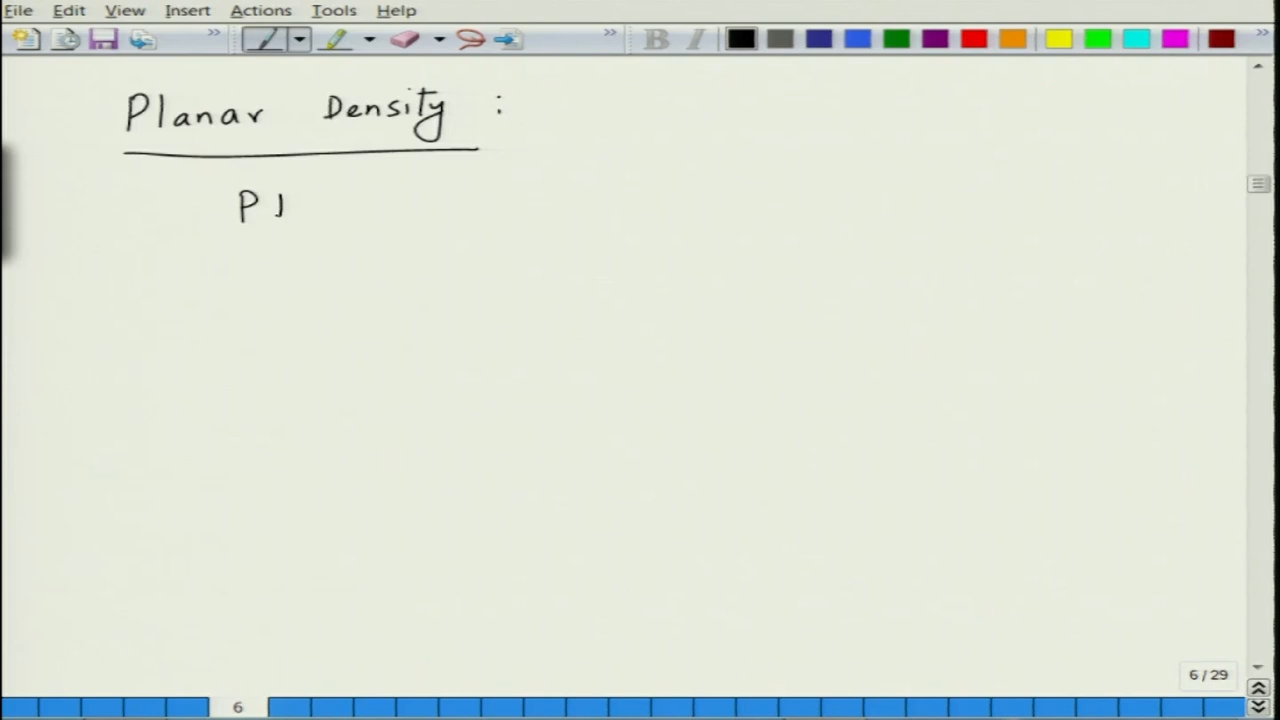 File Edit View Insert Actions Tools Help
B I
Planar Density :
P
6 / 29
6